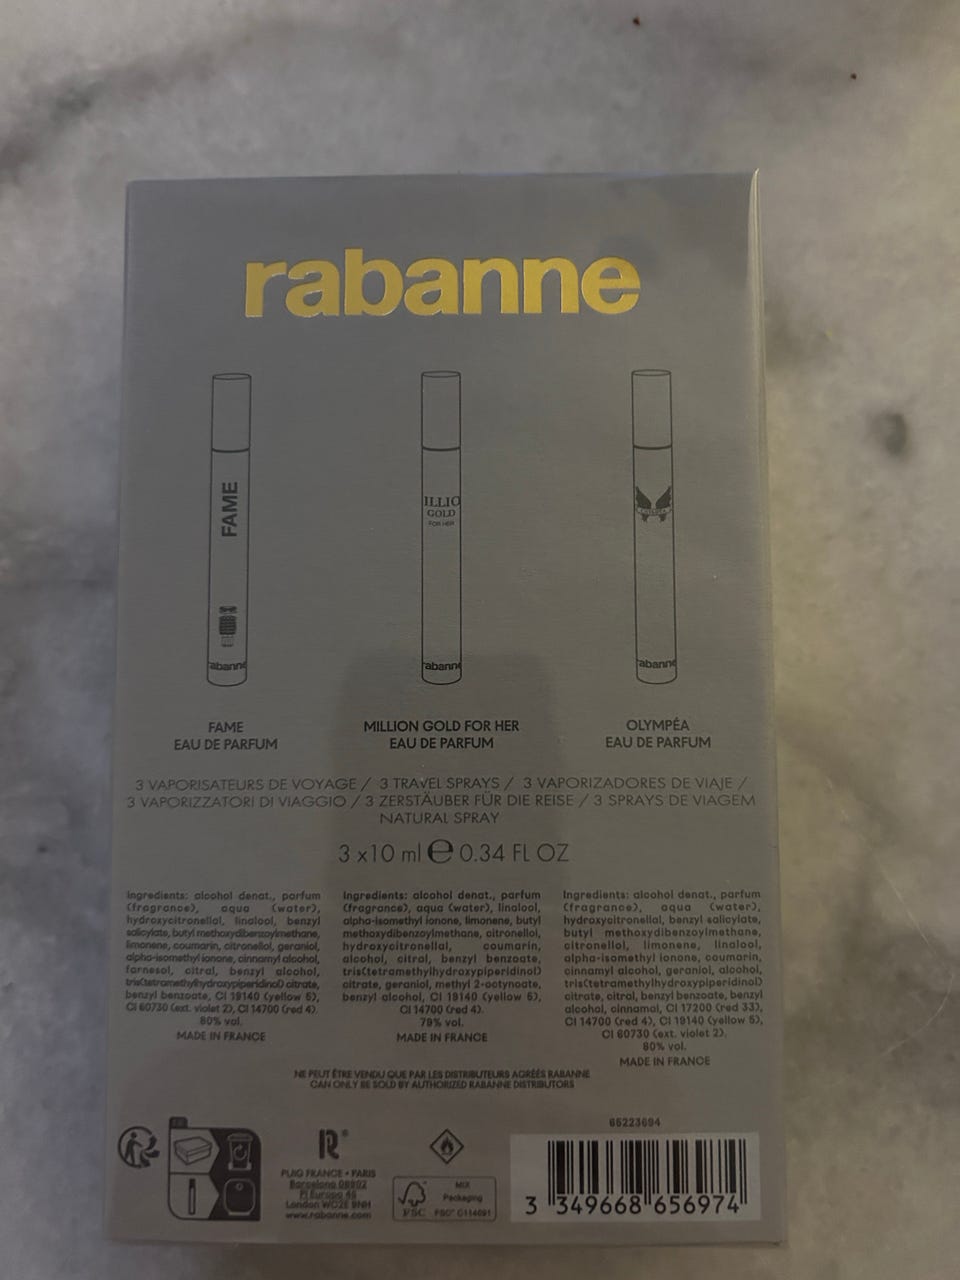 rabanne
FAME
rabanne
ILLIO
GOLD
FOR HER
rabanne
rabanne
FAME
EAU DE PARFUM
MILLION GOLD FOR HER
EAU DE PARFUM
OLYMPÉA
EAU DE PARFUM
3 VAPORISATEURS DE VOYAGE / 3 TRAVEL SPRAYS / 3 VAPORIZADORES DE VIAJE /
3 VAPORIZZATORI DI VIAGGIO / 3 ZERSTÄUBER FÜR DIE REISE / 3 SPRAYS DE VIAGEM
NATURAL SPRAY
3 x10 ml e 0.34 FL OZ
Ingredients: alcohol denat., parfum
(fragrance), aqua (water),
hydroxycitronellal, linalool, benzyl
salicylate, butyl methoxydibenzoylmethane,
limonene, coumarin, citronellol, geraniol,
alpha-isomethyl ionone, cinnamyl alcohol,
farnesol, citral, benzyl alcohol,
tris(tetramethylhydroxypiperidinol) citrate,
benzyl benzoate, CI 19140 (yellow 5),
CI 60730 (ext. violet 2), CI 14700 (red 4).
80% vol.
MADE IN FRANCE
Ingredients: alcohol denat., parfum
(fragrance), aqua (water), linalool,
alpha-isomethyl ionone, limonene, butyl
methoxydibenzoylmethane, citronellol,
hydroxycitronellal, coumarin,
alcohol, citral, benzyl benzoate,
tris(tetramethylhydroxypiperidinol)
citrate, geraniol, methyl 2-octynoate,
benzyl alcohol, CI 19140 (yellow 5),
CI 14700 (red 4).
79% vol.
MADE IN FRANCE
Ingredients: alcohol denat., parfum
(fragrance), aqua (water),
hydroxycitronellal, benzyl salicylate,
butyl methoxydibenzoylmethane,
citronellol, limonene, linalool,
alpha-isomethyl ionone, coumarin,
cinnamyl alcohol, geraniol, alcohol,
tris(tetramethylhydroxypiperidinol)
citrate, citral, benzyl benzoate, benzyl
alcohol, cinnamal, CI 17200 (red 33),
CI 14700 (red 4), CI 19140 (yellow 5),
CI 60730 (ext. violet 2).
80% vol.
MADE IN FRANCE
NE PEUT ÊTRE VENDU QUE PAR LES DISTRIBUTEURS AGRÉÉS RABANNE
CAN ONLY BE SOLD BY AUTHORIZED RABANNE DISTRIBUTORS
65223694
R®
PUIG FRANCE • PARIS
Barcelona 08902
Pl Europa 46
London WC2E 9NH
www.rabanne.com
MIX
Packaging
FSC
FSC® C114691
3 349668 656974